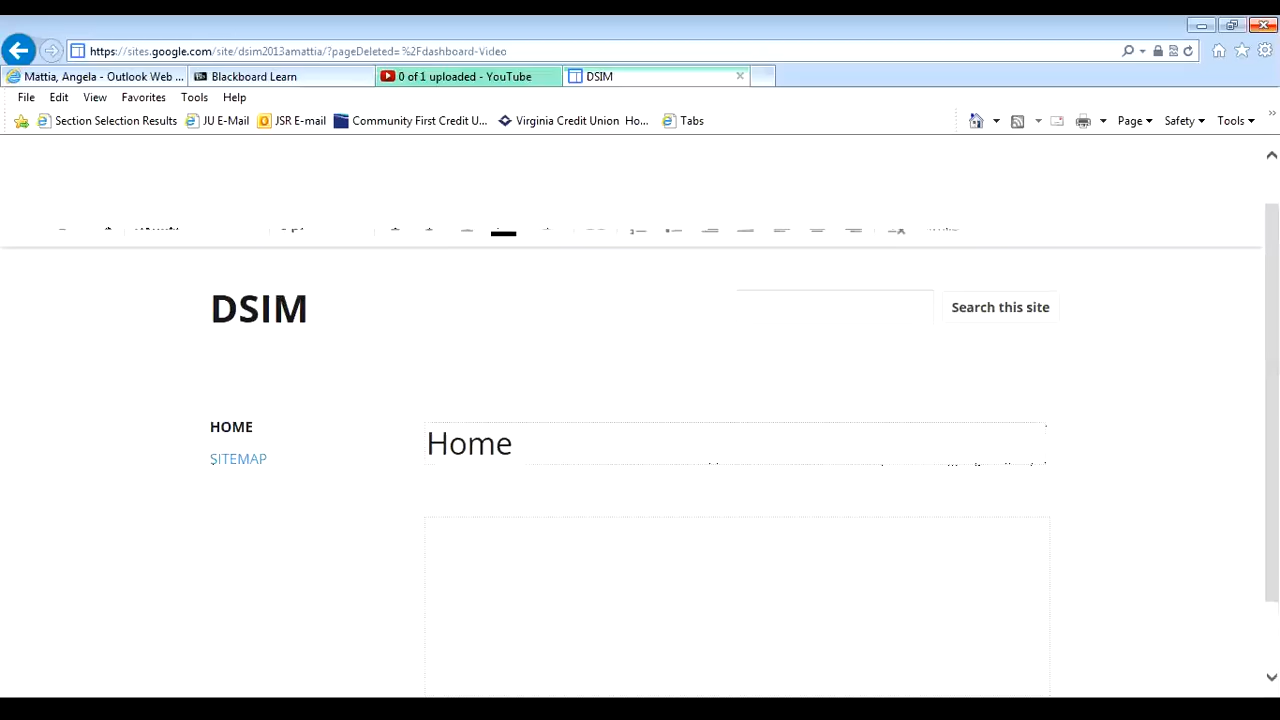 https://sites.google.com/site/dsim2013amattia/?pageDeleted=%2Fdashboard-Video
Mattia, Angela - Outlook Web ... Blackboard Learn 0 of 1 uploaded - YouTube DSIM
File Edit View Favorites Tools Help
Section Selection Results JU E-Mail JSR E-mail Community First Credit U... Virginia Credit Union Ho... Tabs Page Safety Tools
DSIM
Search this site
HOME
Home
SITEMAP